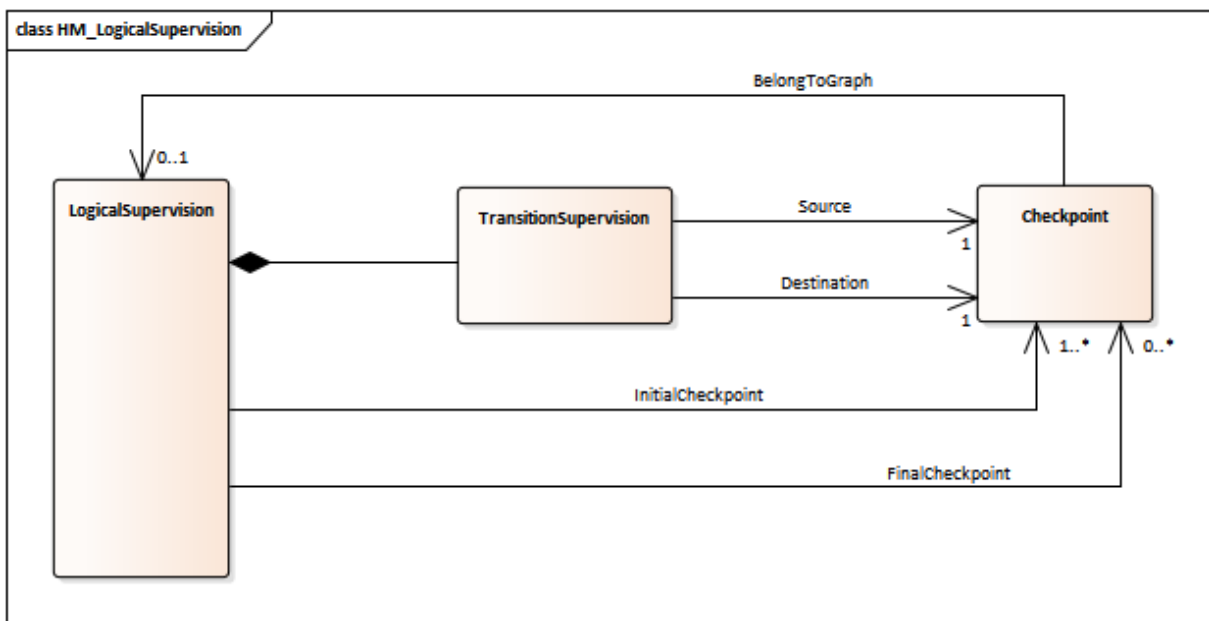 class HM_LogicalSupervision
BelongToGraph
0..1
LogicalSupervision
TransitionSupervision
Source
1
Checkpoint
Destination
1
1..*
0..*
InitialCheckpoint
FinalCheckpoint